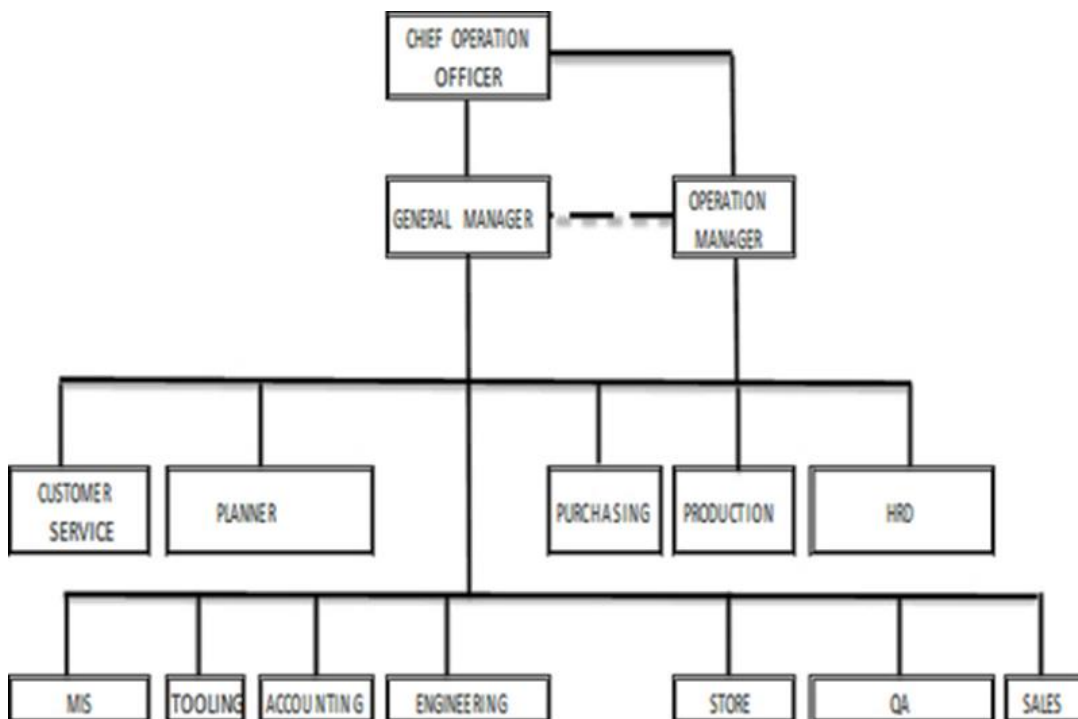 CHIEF OPERATION
OFFICER
GENERAL MANAGER
OPERATION
MANAGER
CUSTOMER
SERVICE
PLANNER
PURCHASING
PRODUCTION
HRD
MIS
TOOLING
ACCOUNTING
ENGINEERING
STORE
QA
SALES